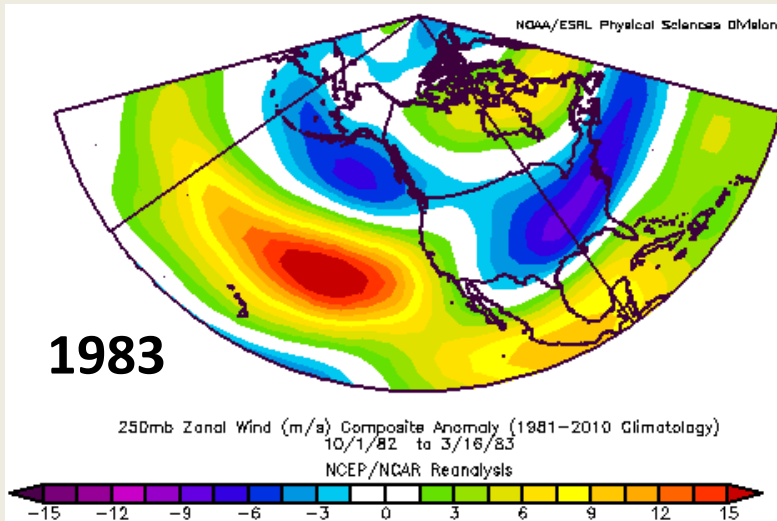 NOAA/ESRL Physical Sciences Division
1983
250mb Zonal Wind (m/s) Composite Anomaly (1981-2010 Climatology)
10/1/82 to 3/16/83
NCEP/NCAR Reanalysis
-15 -12 -9 -6 -3 0 3 6 9 12 15